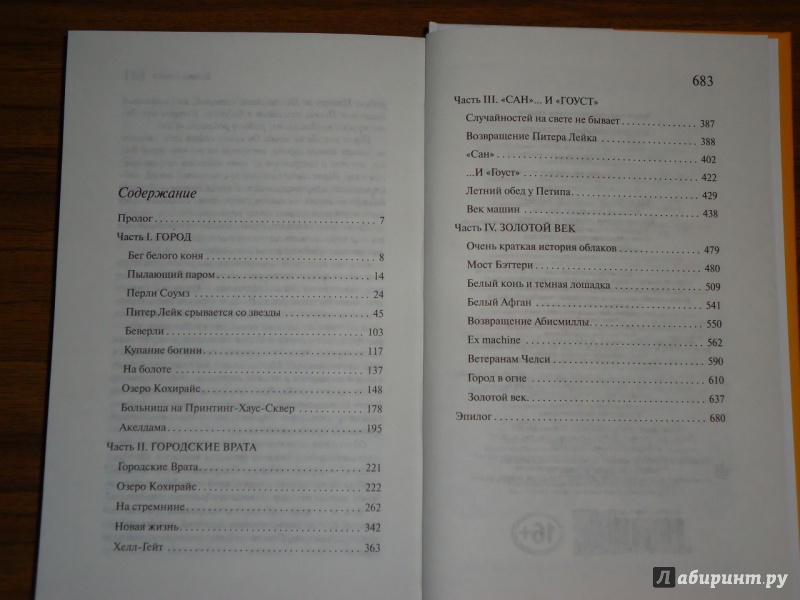 Содержание
Пролог 7
Часть I. ГОРОД
Бег белого коня 8
Пылающий паром 14
Перли Соумз 24
Питер Лейк срывается со звезды 45
Беверли 103
Купание богини 117
На болоте 137
Озеро Кохирайс 148
Больница на Принтинг-Хаус-Сквер 178
Акелдама 195
Часть II. ГОРОДСКИЕ ВРАТА
Городские Врата 221
Озеро Кохирайс 222
На стремнине 262
Новая жизнь 342
Хелл-Гейт 363
683
Часть III. «САН»... И «ГОУСТ»
Случайностей на свете не бывает 387
Возвращение Питера Лейка 388
«Сан» 402
...И «Гоуст» 422
Летний обед у Петипа 429
Век машин 438
Часть IV. ЗОЛОТОЙ ВЕК
Очень краткая история облаков 479
Мост Бэттери 480
Белый конь и темная лошадка 509
Белый Афган 541
Возвращение Абисмиллы 550
Ex machine 562
Ветеранам Челси 590
Город в огне 610
Золотой век 637
Эпилог 680
16+
Лабиринт.ру